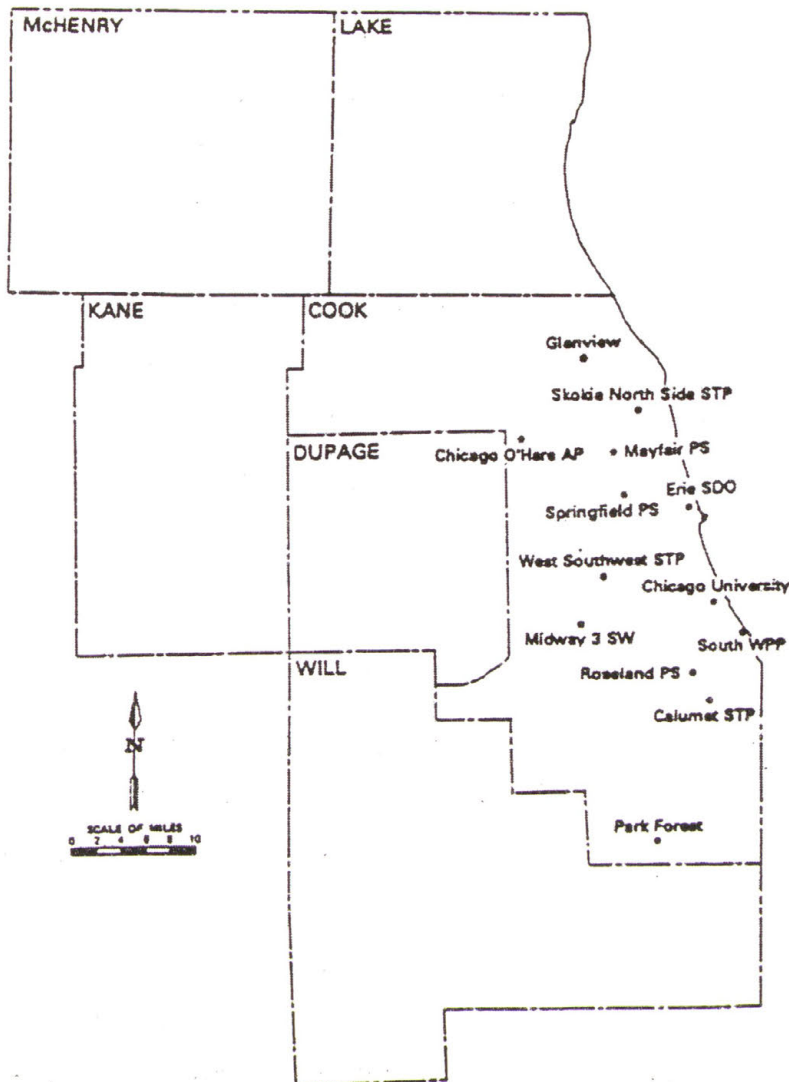 McHENRY
LAKE
KANE
COOK
Glenview
Skokie North Side STP
DUPAGE
Chicago O'Hare AP
Mayfair PS
Erie SDO
Springfield PS
West Southwest STP
Chicago University
Midway 3 SW
South WPP
WILL
Roseland PS
Calumet STP
N
SCALE OF MILES
0 2 4 6 8 10
Park Forest